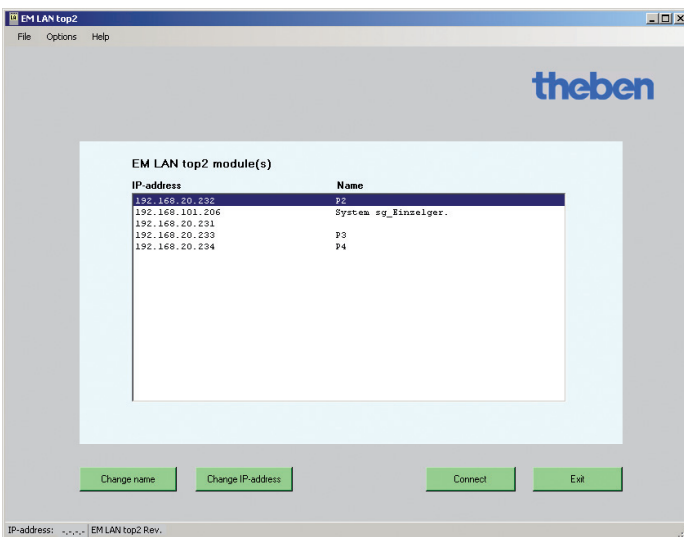 EM LAN top2
File Options Help
theben
EM LAN top2 module(s)
IP-address Name
192.168.20.232 P2
192.168.101.206 System sg_Einzelger.
192.168.20.231
192.168.20.233 P3
192.168.20.234 P4
Change name Change IP-address Connect Exit
IP-address: -.-.-.- EM LAN top2 Rev.